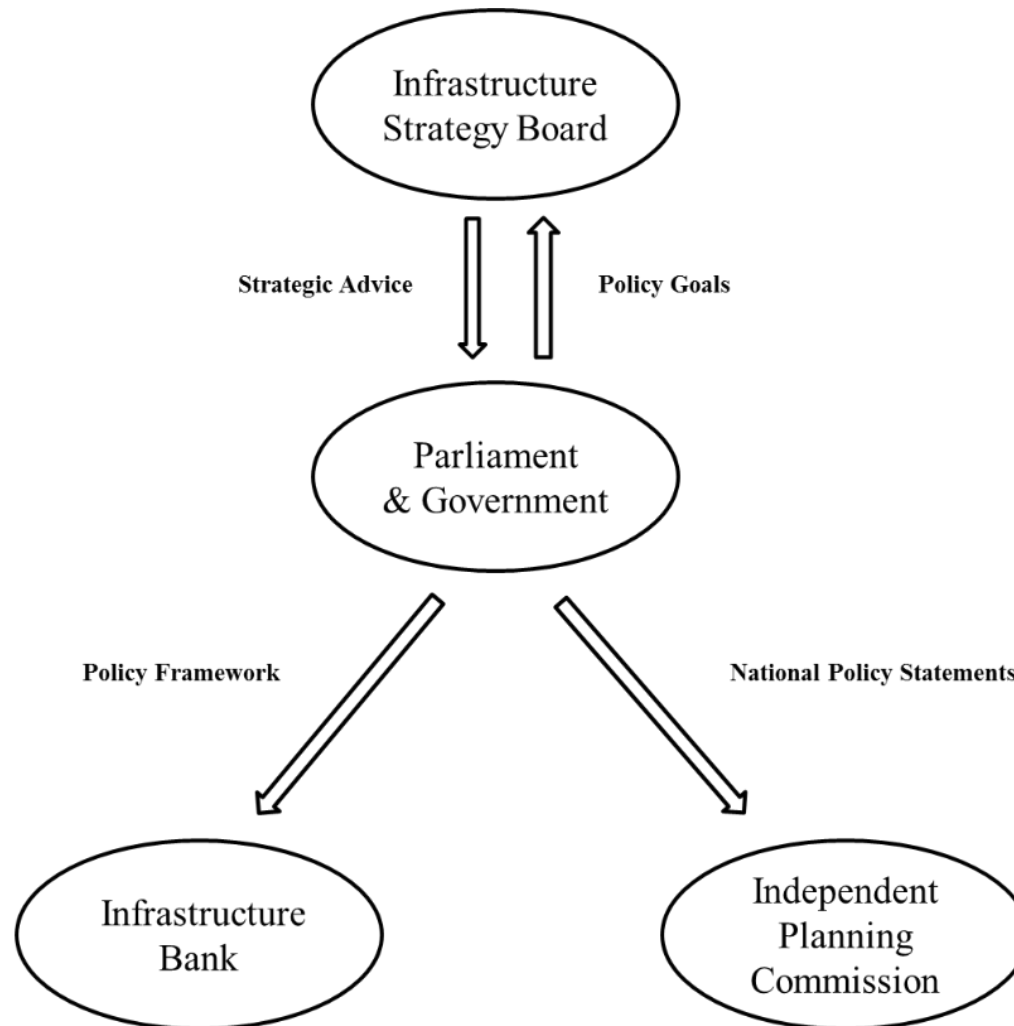 Infrastructure
Strategy Board
Strategic Advice
Policy Goals
Parliament
& Government
Policy Framework
National Policy Statements
Infrastructure
Bank
Independent
Planning
Commission